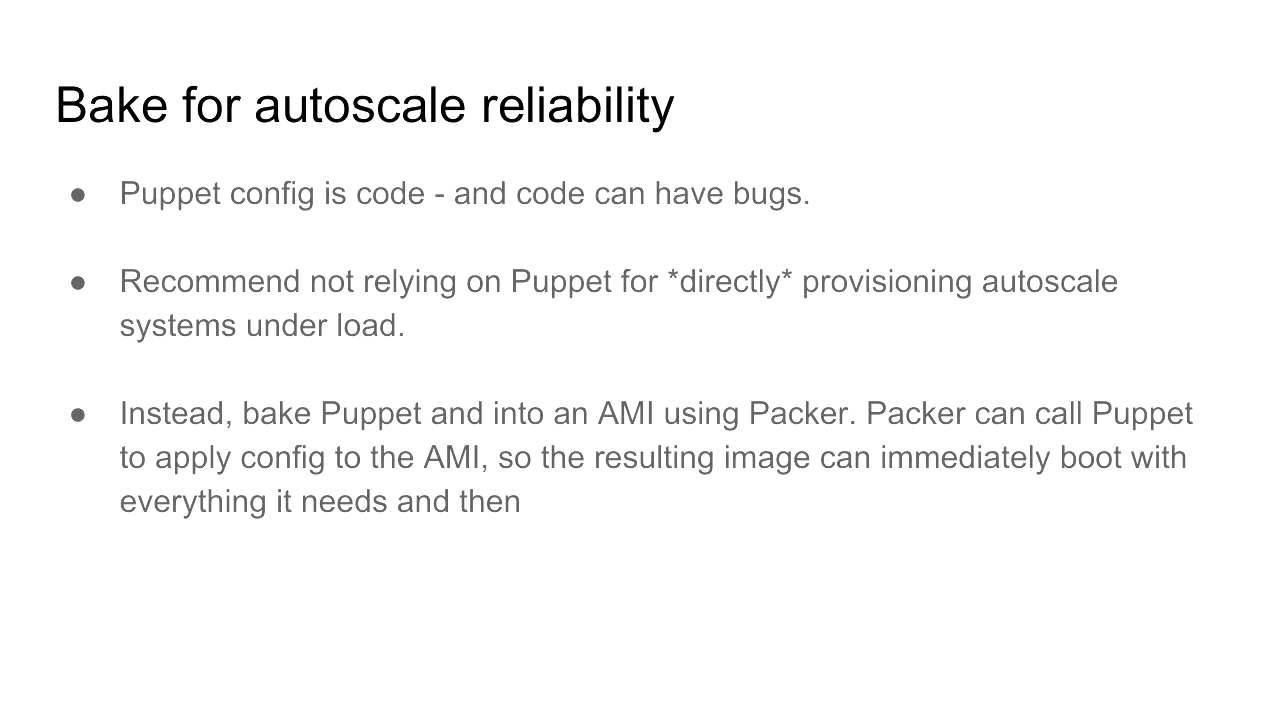 Bake for autoscale reliability
● Puppet config is code - and code can have bugs.
● Recommend not relying on Puppet for *directly* provisioning autoscale
systems under load.
● Instead, bake Puppet and into an AMI using Packer. Packer can call Puppet
to apply config to the AMI, so the resulting image can immediately boot with
everything it needs and then